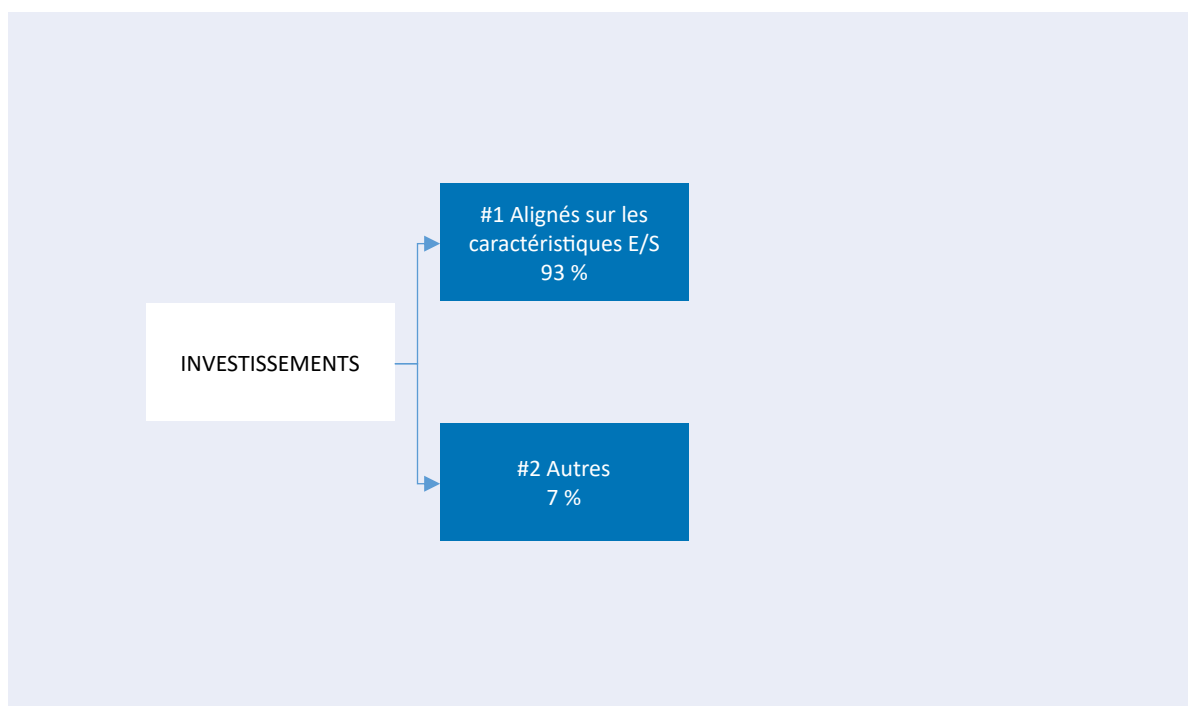 #1 Alignés sur les
caractéristiques E/S
93 %
INVESTISSEMENTS
#2 Autres
7 %